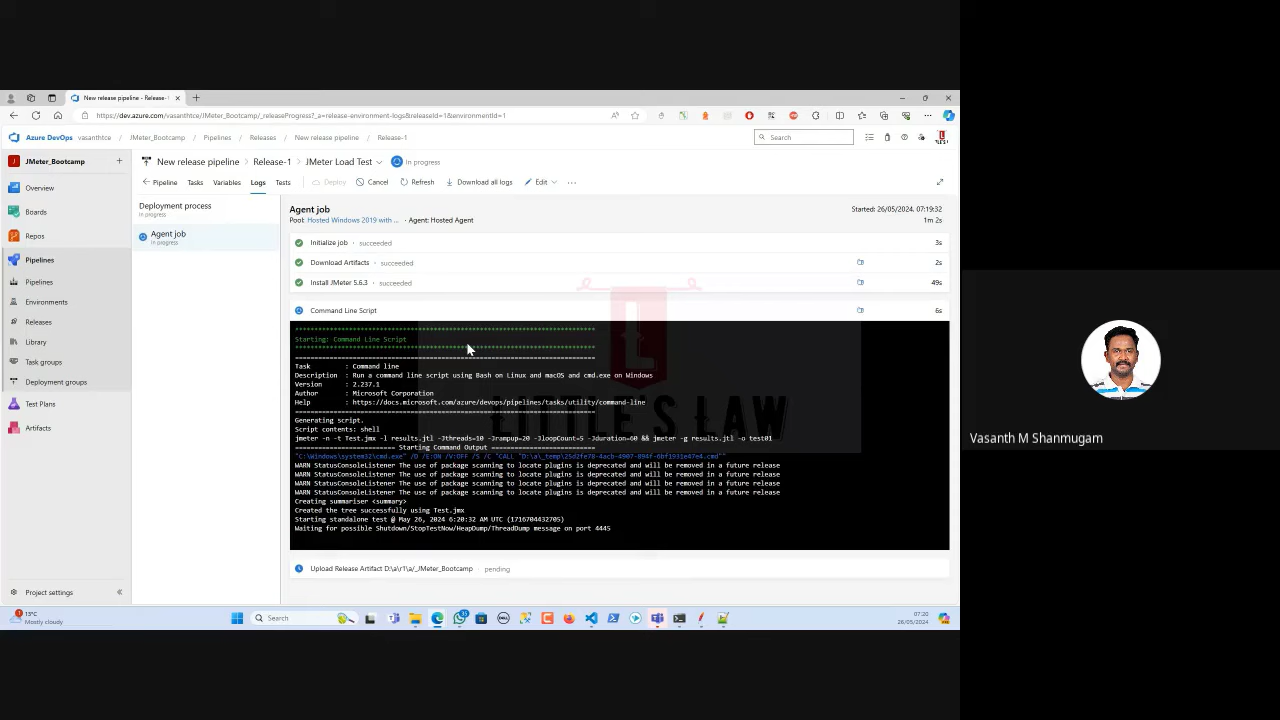 New release pipeline - Release-1
https://dev.azure.com/vasanthtce/JMeter_Bootcamp/_releaseProgress?_a=release-environment-logs&releaseId=1&environmentId=1
Azure DevOps vasanthtce / JMeter_Bootcamp / Pipelines / Releases / New release pipeline / Release-1
Search
JMeter_Bootcamp
New release pipeline > Release-1 > JMeter Load Test In progress
Pipeline Tasks Variables Logs Tests Deploy Cancel Refresh Download all logs Edit
Overview
Boards
Repos
Pipelines
Pipelines
Environments
Releases
Library
Task groups
Deployment groups
Test Plans
Artifacts
Project settings
Deployment process
In progress
Agent job
In progress
Agent job
Started: 26/05/2024, 07:19:32
Pool: Hosted Windows 2019 with ... · Agent: Hosted Agent
1m 2s
Initialize job · succeeded 3s
Download Artifacts · succeeded 2s
Install JMeter 5.6.3 · succeeded 49s
Command Line Script 6s
Starting: Command Line Script
Task : Command line
Description : Run a command line script using Bash on Linux and macOS and cmd.exe on Windows
Version : 2.237.1
Author : Microsoft Corporation
Help : https://docs.microsoft.com/azure/devops/pipelines/tasks/utility/command-line
Generating script.
Script contents: shell
jmeter -n -t Test.jmx -l results.jtl -Jthreads=10 -Jrampup=20 -JloopCount=5 -Jduration=60 && jmeter -g results.jtl -o test01
========================== Starting Command Output ===========================
WARN StatusConsoleListener The use of package scanning to locate plugins is deprecated and will be removed in a future release
WARN StatusConsoleListener The use of package scanning to locate plugins is deprecated and will be removed in a future release
WARN StatusConsoleListener The use of package scanning to locate plugins is deprecated and will be removed in a future release
WARN StatusConsoleListener The use of package scanning to locate plugins is deprecated and will be removed in a future release
Creating summariser <summary>
Created the tree successfully using Test.jmx
Starting standalone test @ May 26, 2024 6:20:32 AM UTC (1716704432705)
Waiting for possible Shutdown/StopTestNow/HeapDump/ThreadDump message on port 4445
Upload Release Artifact D:\a\r1\a/_JMeter_Bootcamp · pending
LITTLE'S LAW
Vasanth M Shanmugam
13°C
Mostly cloudy
Search
07:20
26/05/2024